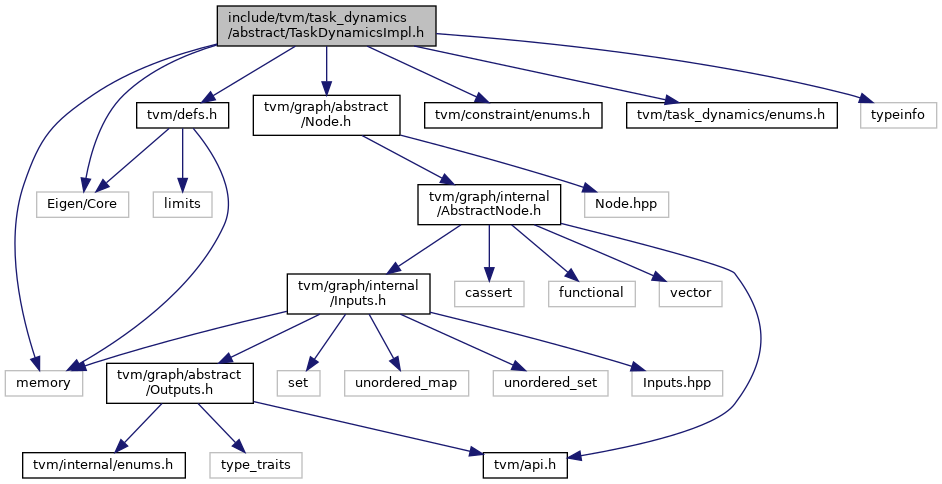 include/tvm/task_dynamics
/abstract/TaskDynamicsImpl.h
tvm/defs.h
tvm/graph/abstract
/Node.h
tvm/constraint/enums.h
tvm/task_dynamics/enums.h
typeinfo
Eigen/Core
limits
tvm/graph/internal
/AbstractNode.h
Node.hpp
tvm/graph/internal
/Inputs.h
cassert
functional
vector
memory
tvm/graph/abstract
/Outputs.h
set
unordered_map
unordered_set
Inputs.hpp
tvm/internal/enums.h
type_traits
tvm/api.h